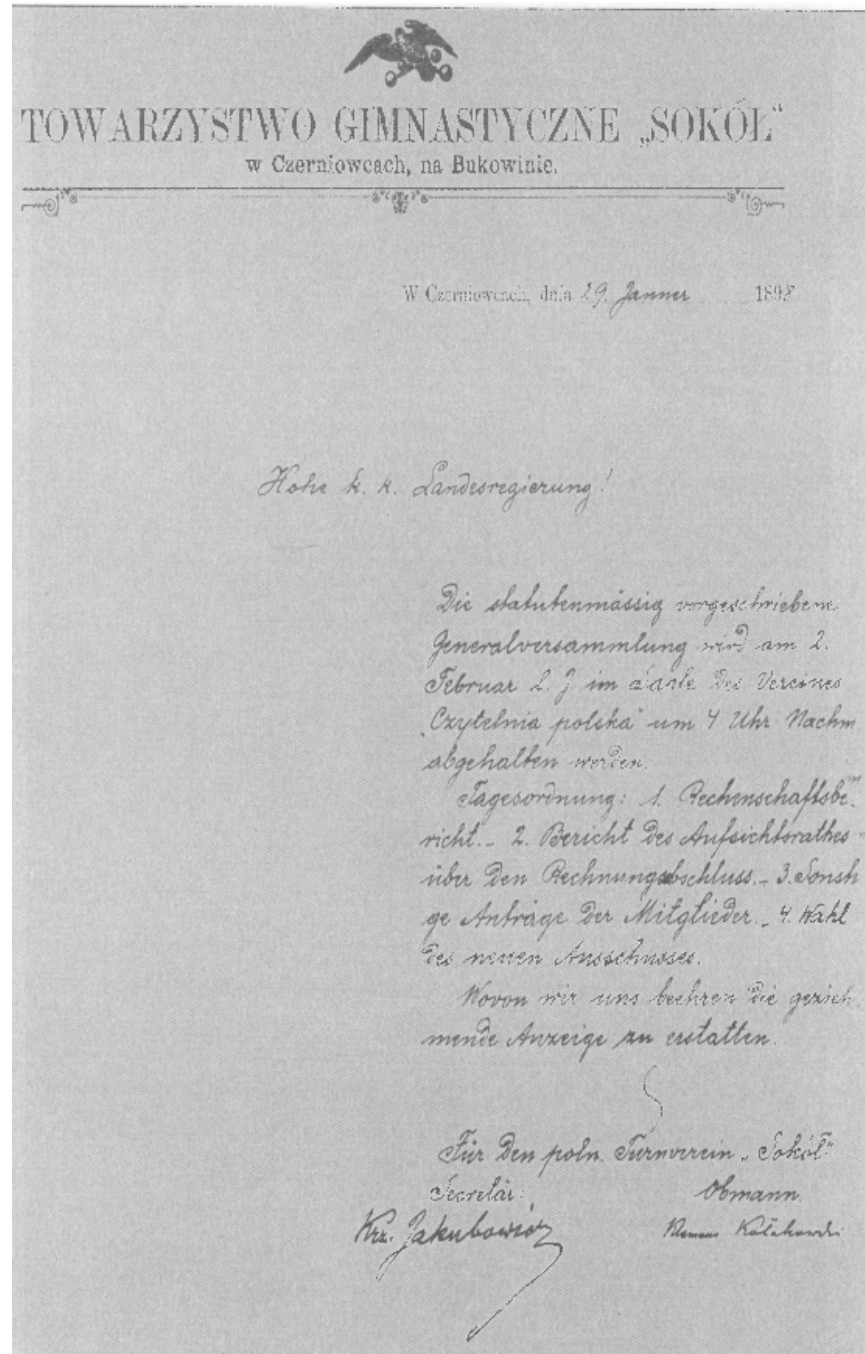 TOWARZYSTWO GIMNASTYCZNE „SOKÓŁ“
w Czerniowcach, na Bukowinie.
W Czerniowcach, dnia 29. Janner 1898
Hohe k. k. Landesregierung!
Die statutenmässig vorgeschriebene
Generalversammlung wird am 2.
Februar l. J im Saale des Vereines
„Czytelnia polska“ um 4 Uhr Nachm
abgehalten werden.
Tagesordnung: 1. Rechenschaftsbe-
richt. - 2. Bericht des Aufsichtsrathes
über den Rechnungsabschluss. - 3. Sonsti
ge Anträge der Mitglieder. - 4. Wahl
des neuen Ausschusses.
Wovon wir uns beehren die gezieh
mende Anzeige zu erstatten.
Für den poln. Turnverein „Sokół“
Secretär: Obmann
Krz. Jakubowicz